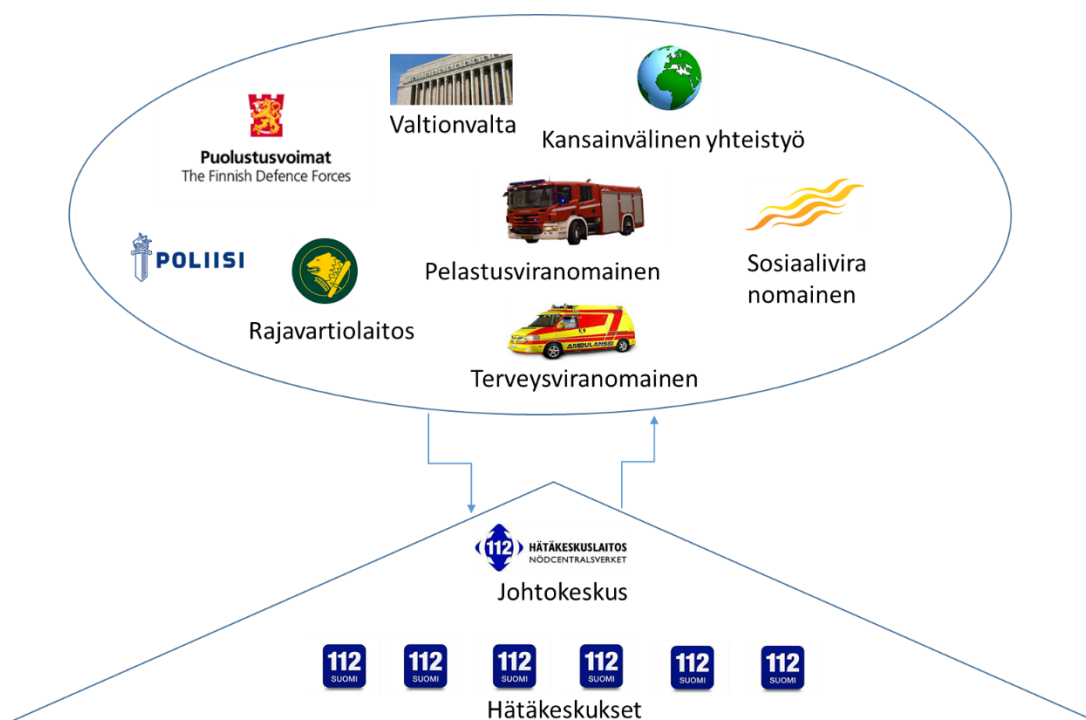 Valtionvalta
Kansainvälinen yhteistyö
Puolustusvoimat
The Finnish Defence Forces
POLIISI
Rajavartiolaitos
Pelastusviranomainen
Sosiaalivira
nomainen
AMBULANSSI
Terveysviranomainen
112
HÄTÄKESKUSLAITOS
NÖDCENTRALSVERKET
Johtokeskus
112
SUOMI
112
SUOMI
112
SUOMI
112
SUOMI
112
SUOMI
112
SUOMI
Hätäkeskukset